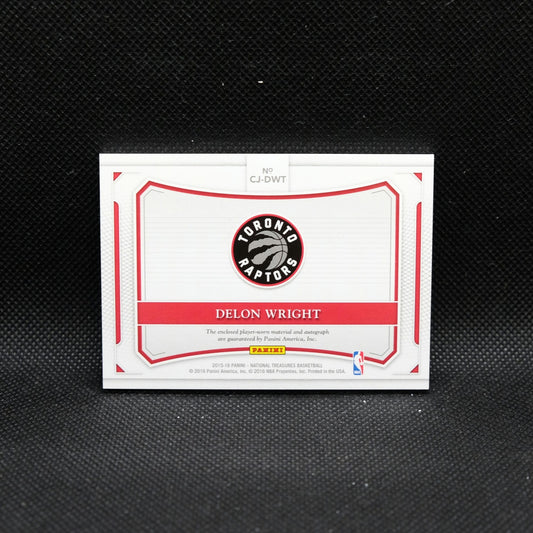 Nº
CJ-DWT
TORONTO
RAPTORS
DELON WRIGHT
The enclosed player-worn material and autograph
are guaranteed by Panini America, Inc.
PANINI
2015-16 PANINI - NATIONAL TREASURES BASKETBALL
© 2016 Panini America, Inc. © 2016 NBA Properties, Inc. Printed in the USA.